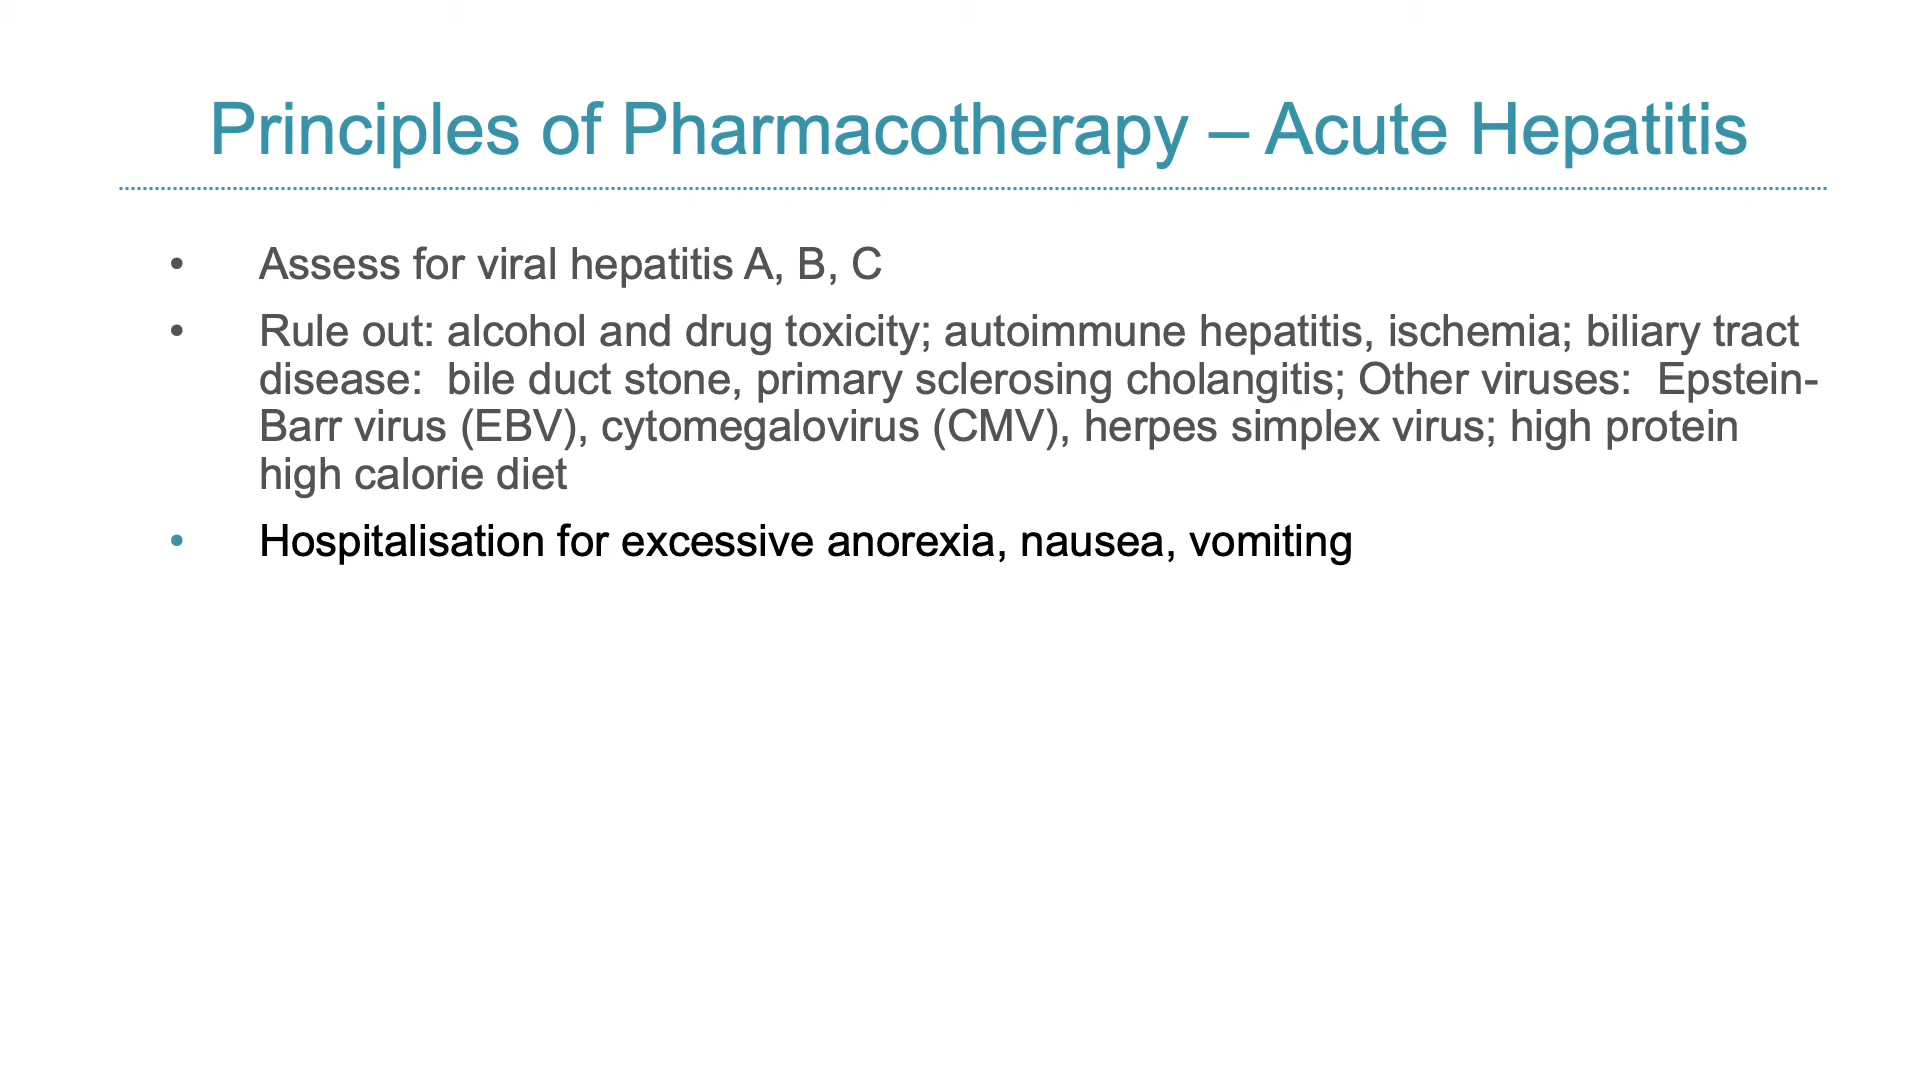 Principles of Pharmacotherapy – Acute Hepatitis
• Assess for viral hepatitis A, B, C
• Rule out: alcohol and drug toxicity; autoimmune hepatitis, ischemia; biliary tract
disease:  bile duct stone, primary sclerosing cholangitis; Other viruses:  Epstein-
Barr virus (EBV), cytomegalovirus (CMV), herpes simplex virus; high protein
high calorie diet
• Hospitalisation for excessive anorexia, nausea, vomiting